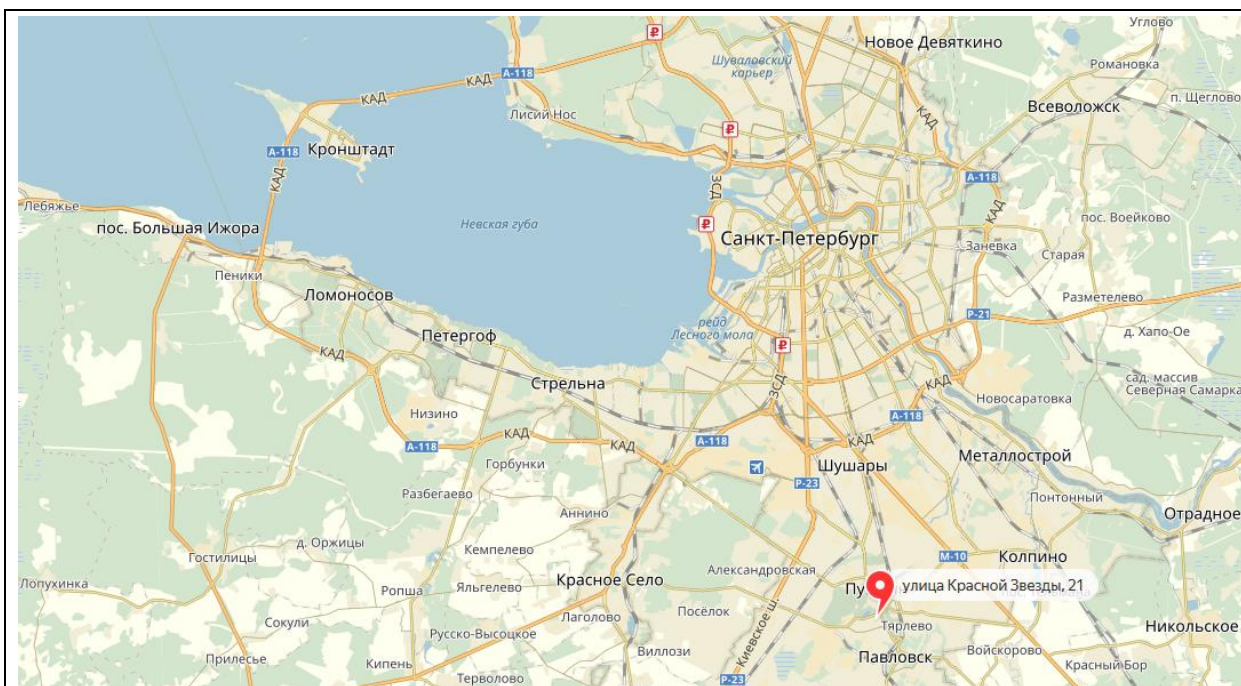 Углово
Новое Девяткино
Шуваловский
карьер
Романовка
КАД
А-118
КАД
п. Щеглово
Лисий Нос
КАД
Всеволожск
Кронштадт
А-118
КАД
А-118
ЗСД
КАД
Лебяжье
пос. Большая Ижора
Невская губа
Санкт-Петербург
пос. Воейково
Заневка
Старая
Пеники
Ломоносов
Разметелево
Р-21
рейд
Лесного мола
д. Хапо-Ое
Петергоф
КАД
Стрельна
ЗСД
КАД
сад. массив
Северная Самарка
Новосаратовка
Низино
А-118
КАД
КАД
А-118
КАД
А-118
Горбунки
Шушары
Металлострой
Р-23
Разбегаево
Понтонный
Аннино
Отрадное
д. Оржицы
Гостилицы
Кемпелево
М-10
Колпино
Лопухинка
Ропша
Яльгелево
Красное Село
Александровская
улица Красной Звезды, 21
Сокули
Лаголово
Посёлок
Тярлево
Русско-Высоцкое
Никольское
Киевское ш.
Прилесье
Кипень
Виллози
Павловск
Войскорово
Красный Бор
Терволово
Р-23